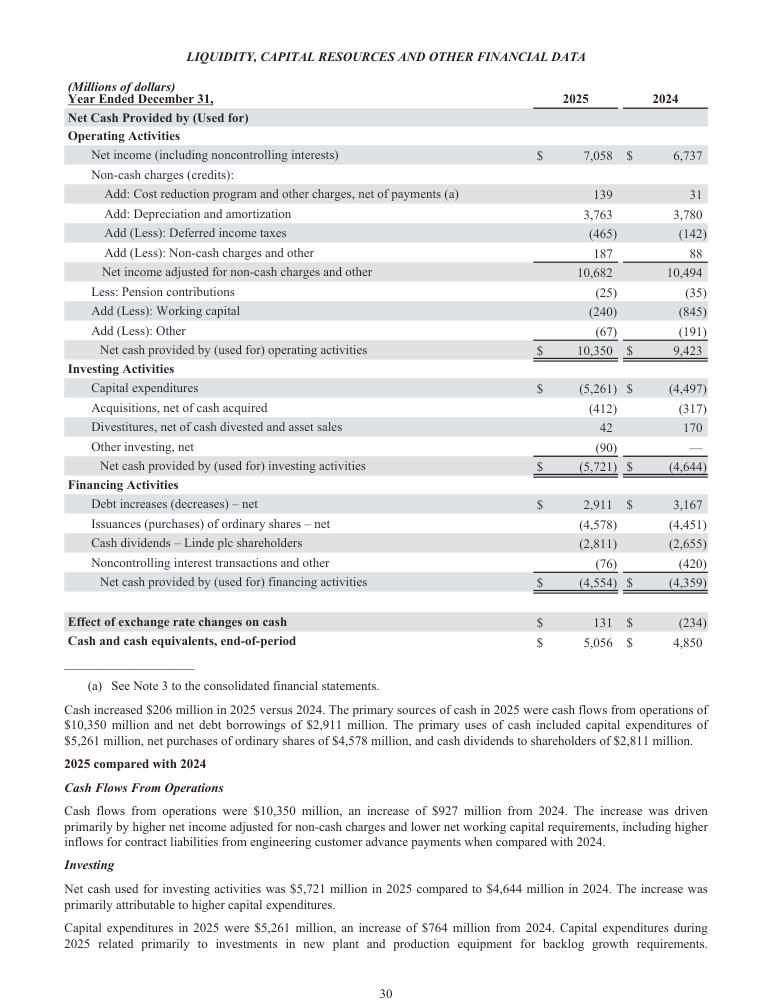 LIQUIDITY, CAPITAL RESOURCES AND OTHER FINANCIAL DATA
(Millions of dollars)
Year Ended December 31, 2025 2024
Net Cash Provided by (Used for)
Operating Activities
Net income (including noncontrolling interests) $ 7,058 $ 6,737
Non-cash charges (credits):
Add: Cost reduction program and other charges, net of payments (a) 139 31
Add: Depreciation and amortization 3,763 3,780
Add (Less): Deferred income taxes (465) (142)
Add (Less): Non-cash charges and other 187 88
Net income adjusted for non-cash charges and other 10,682 10,494
Less: Pension contributions (25) (35)
Add (Less): Working capital (240) (845)
Add (Less): Other (67) (191)
Net cash provided by (used for) operating activities $ 10,350 $ 9,423
Investing Activities
Capital expenditures $ (5,261) $ (4,497)
Acquisitions, net of cash acquired (412) (317)
Divestitures, net of cash divested and asset sales 42 170
Other investing, net (90) —
Net cash provided by (used for) investing activities $ (5,721) $ (4,644)
Financing Activities
Debt increases (decreases) – net $ 2,911 $ 3,167
Issuances (purchases) of ordinary shares – net (4,578) (4,451)
Cash dividends – Linde plc shareholders (2,811) (2,655)
Noncontrolling interest transactions and other (76) (420)
Net cash provided by (used for) financing activities $ (4,554) $ (4,359)
Effect of exchange rate changes on cash $ 131 $ (234)
Cash and cash equivalents, end-of-period $ 5,056 $ 4,850
(a) See Note 3 to the consolidated financial statements.
Cash increased $206 million in 2025 versus 2024. The primary sources of cash in 2025 were cash flows from operations of
$10,350 million and net debt borrowings of $2,911 million. The primary uses of cash included capital expenditures of
$5,261 million, net purchases of ordinary shares of $4,578 million, and cash dividends to shareholders of $2,811 million.
2025 compared with 2024
Cash Flows From Operations
Cash flows from operations were $10,350 million, an increase of $927 million from 2024. The increase was driven
primarily by higher net income adjusted for non-cash charges and lower net working capital requirements, including higher
inflows for contract liabilities from engineering customer advance payments when compared with 2024.
Investing
Net cash used for investing activities was $5,721 million in 2025 compared to $4,644 million in 2024. The increase was
primarily attributable to higher capital expenditures.
Capital expenditures in 2025 were $5,261 million, an increase of $764 million from 2024. Capital expenditures during
2025 related primarily to investments in new plant and production equipment for backlog growth requirements.
30